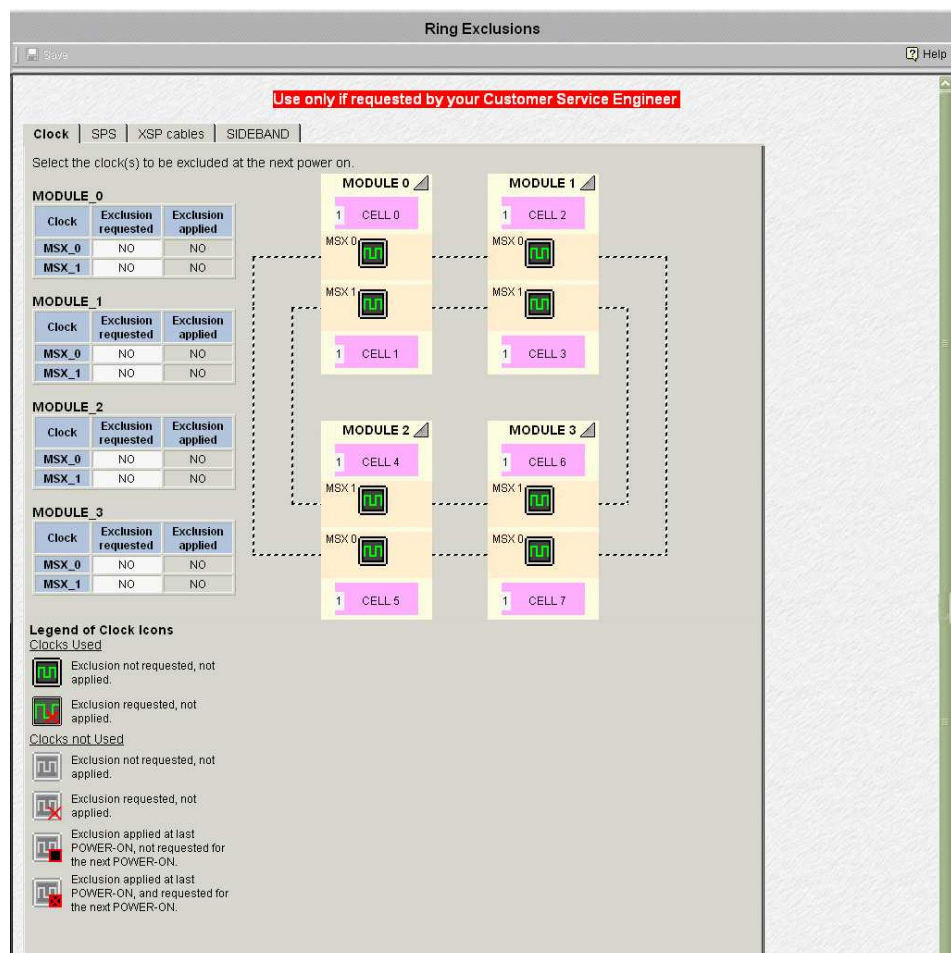 Ring Exclusions
Save
Help
Use only if requested by your Customer Service Engineer
Clock
SPS
XSP cables
SIDEBAND
Select the clock(s) to be excluded at the next power on.
MODULE_0
Clock Exclusion requested Exclusion applied
MSX_0 NO NO
MSX_1 NO NO
MODULE_1
Clock Exclusion requested Exclusion applied
MSX_0 NO NO
MSX_1 NO NO
MODULE_2
Clock Exclusion requested Exclusion applied
MSX_0 NO NO
MSX_1 NO NO
MODULE_3
Clock Exclusion requested Exclusion applied
MSX_0 NO NO
MSX_1 NO NO
MODULE 0
1 CELL 0
MSX 0
MSX 1
1 CELL 1
MODULE 1
1 CELL 2
MSX 0
MSX 1
1 CELL 3
MODULE 2
1 CELL 4
MSX 1
MSX 0
1 CELL 5
MODULE 3
1 CELL 6
MSX 1
MSX 0
1 CELL 7
Legend of Clock Icons
Clocks Used
Exclusion not requested, not
applied.
Exclusion requested, not
applied.
Clocks not Used
Exclusion not requested, not
applied.
Exclusion requested, not
applied.
Exclusion applied at last
POWER-ON, not requested for
the next POWER-ON.
Exclusion applied at last
POWER-ON, and requested for
the next POWER-ON.